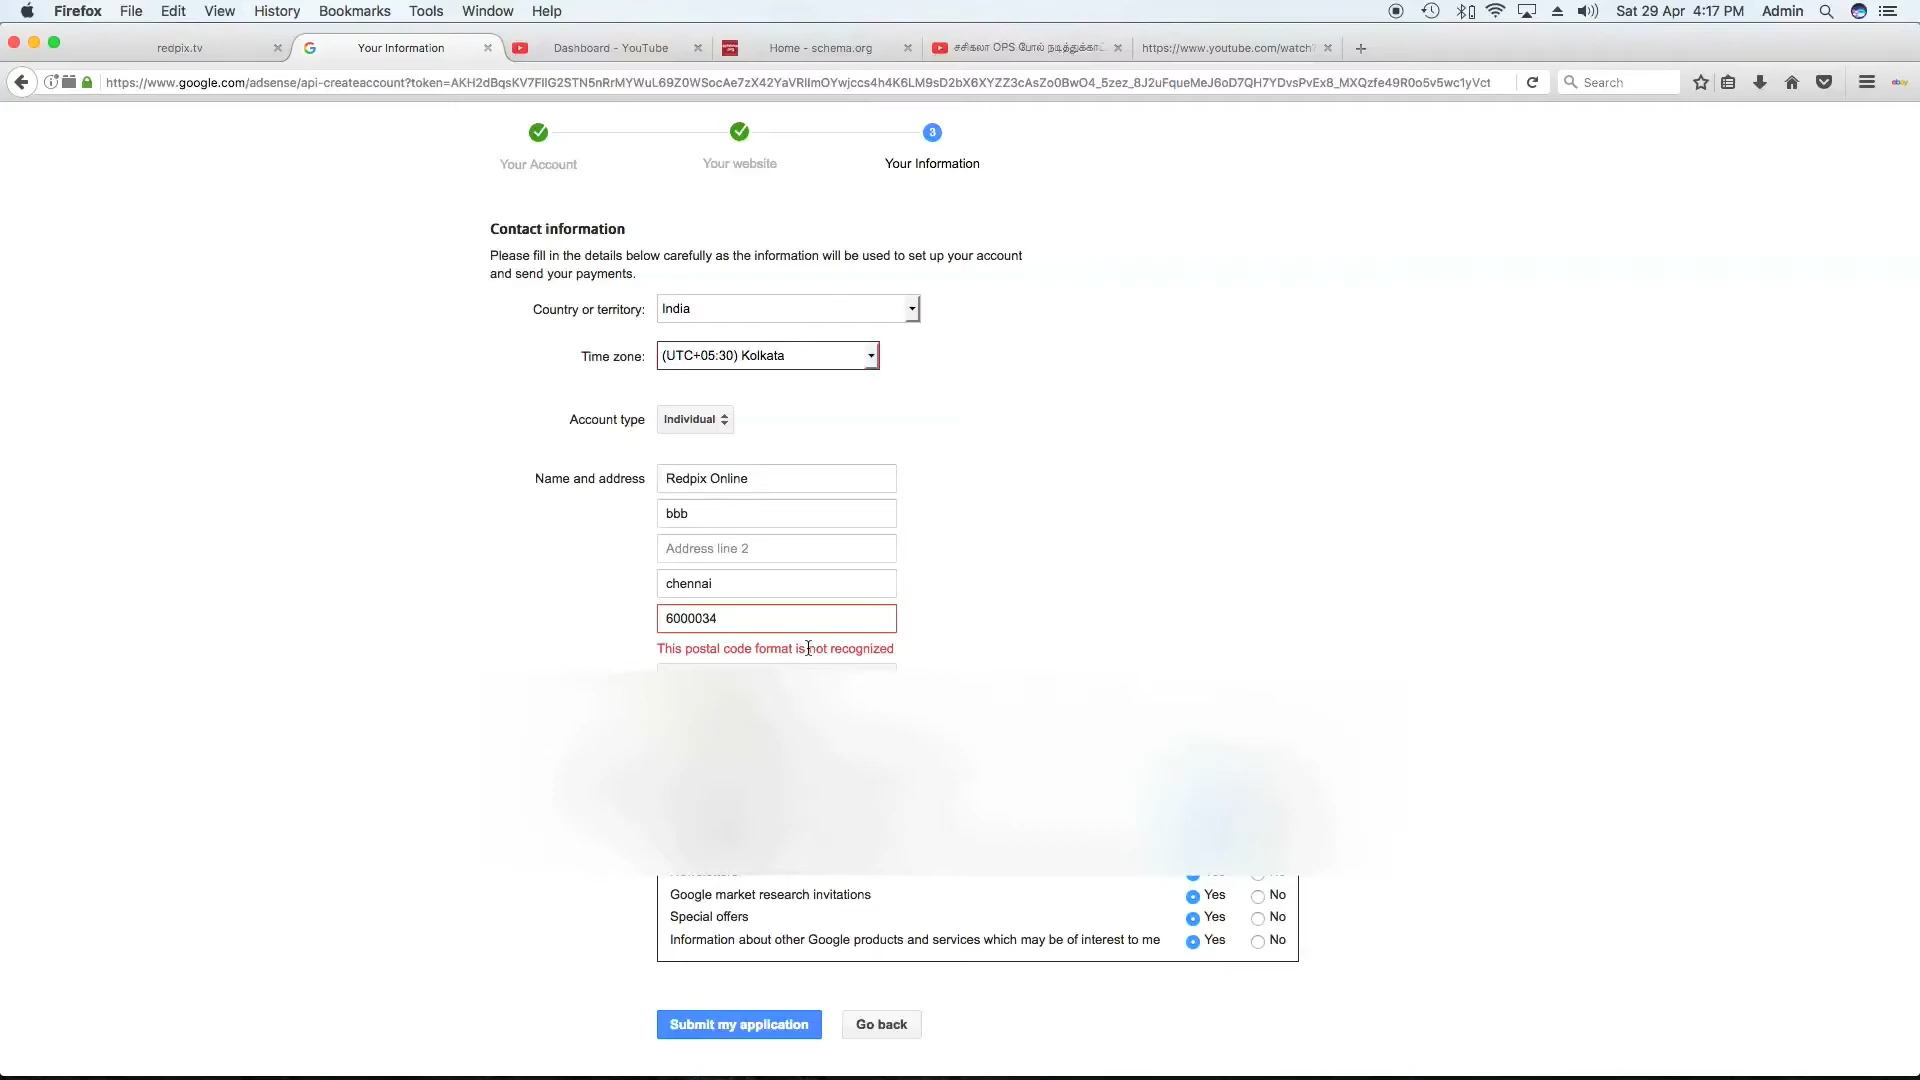 Firefox File Edit View History Bookmarks Tools Window Help Sat 29 Apr 4:17 PM Admin
redpix.tv Your Information Dashboard - YouTube Home - schema.org சசிகலா OPS போல் நடித்துக்காட் https://www.youtube.com/watch?
https://www.google.com/adsense/api-createaccount?token=AKH2dBqsKV7FIlG2STN5nRrMYWuL69Z0WSocAe7zX42YaVRIlmOYwjccs4h4K6LM9sD2bX6XYZZ3cAsZo0BwO4_5zez_8J2uFqueMeJ6oD7QH7YDvsPvEx8_MXQzfe49R0o5v5wc1yVct Search ebay
3
Your Account Your website Your Information
Contact information
Please fill in the details below carefully as the information will be used to set up your account
and send your payments.
Country or territory: India
Time zone: (UTC+05:30) Kolkata
Account type Individual
Name and address Redpix Online
bbb
Address line 2
chennai
6000034
This postal code format is not recognized
Google market research invitations Yes No
Special offers Yes No
Information about other Google products and services which may be of interest to me Yes No
Submit my application Go back